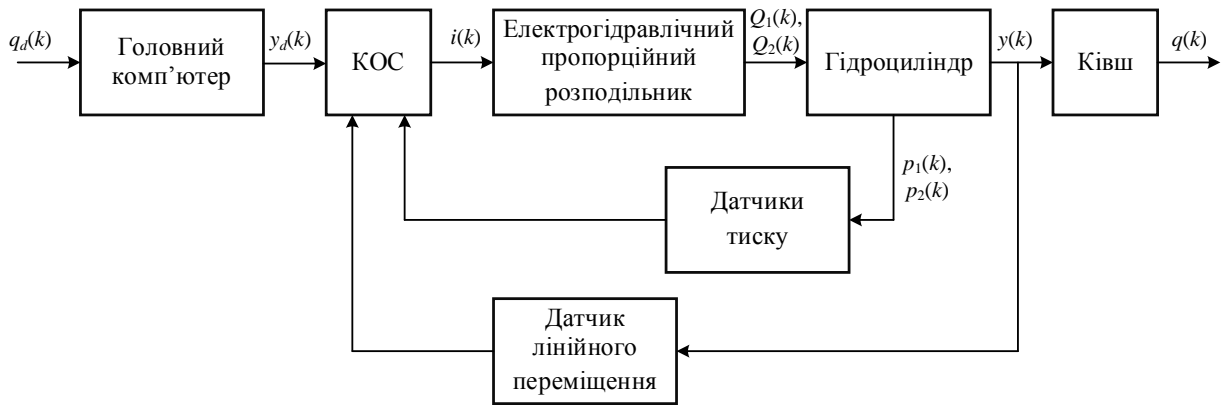 q_d(k)
Головний
комп’ютер
y_d(k)
КОС
i(k)
Електрогідравлічний
пропорційний
розподільник
Q_1(k),
Q_2(k)
Гідроциліндр
y(k)
Ківш
q(k)
p_1(k),
p_2(k)
Датчики
тиску
Датчик
лінійного
переміщення